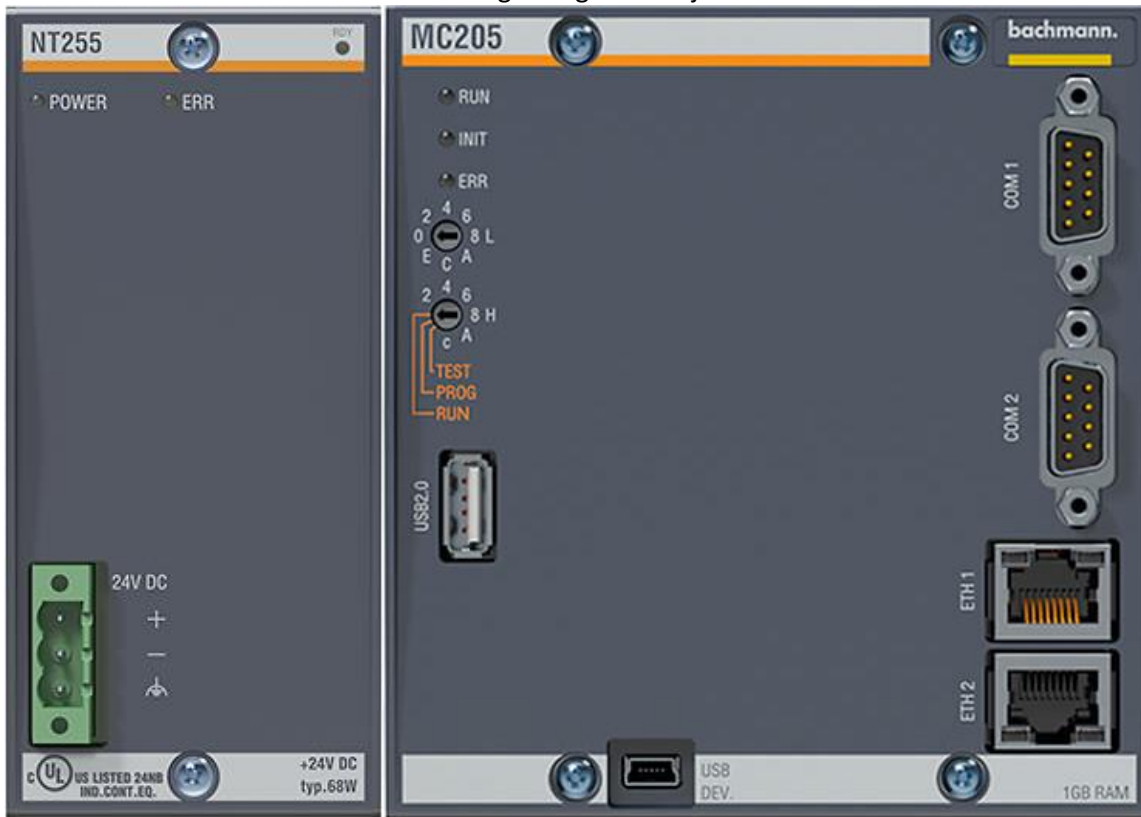 NT255
RDY
POWER
ERR
24V DC
+
−
C UL US LISTED 24NB
IND.CONT.EQ.
+24V DC
typ.68W
MC205
bachmann.
RUN
INIT
ERR
2 4 6
0 8 L
E C A
2 4 6
8 H
c A
TEST
PROG
RUN
USB2.0
COM 1
COM 2
ETH 1
ETH 2
USB
DEV.
1GB RAM